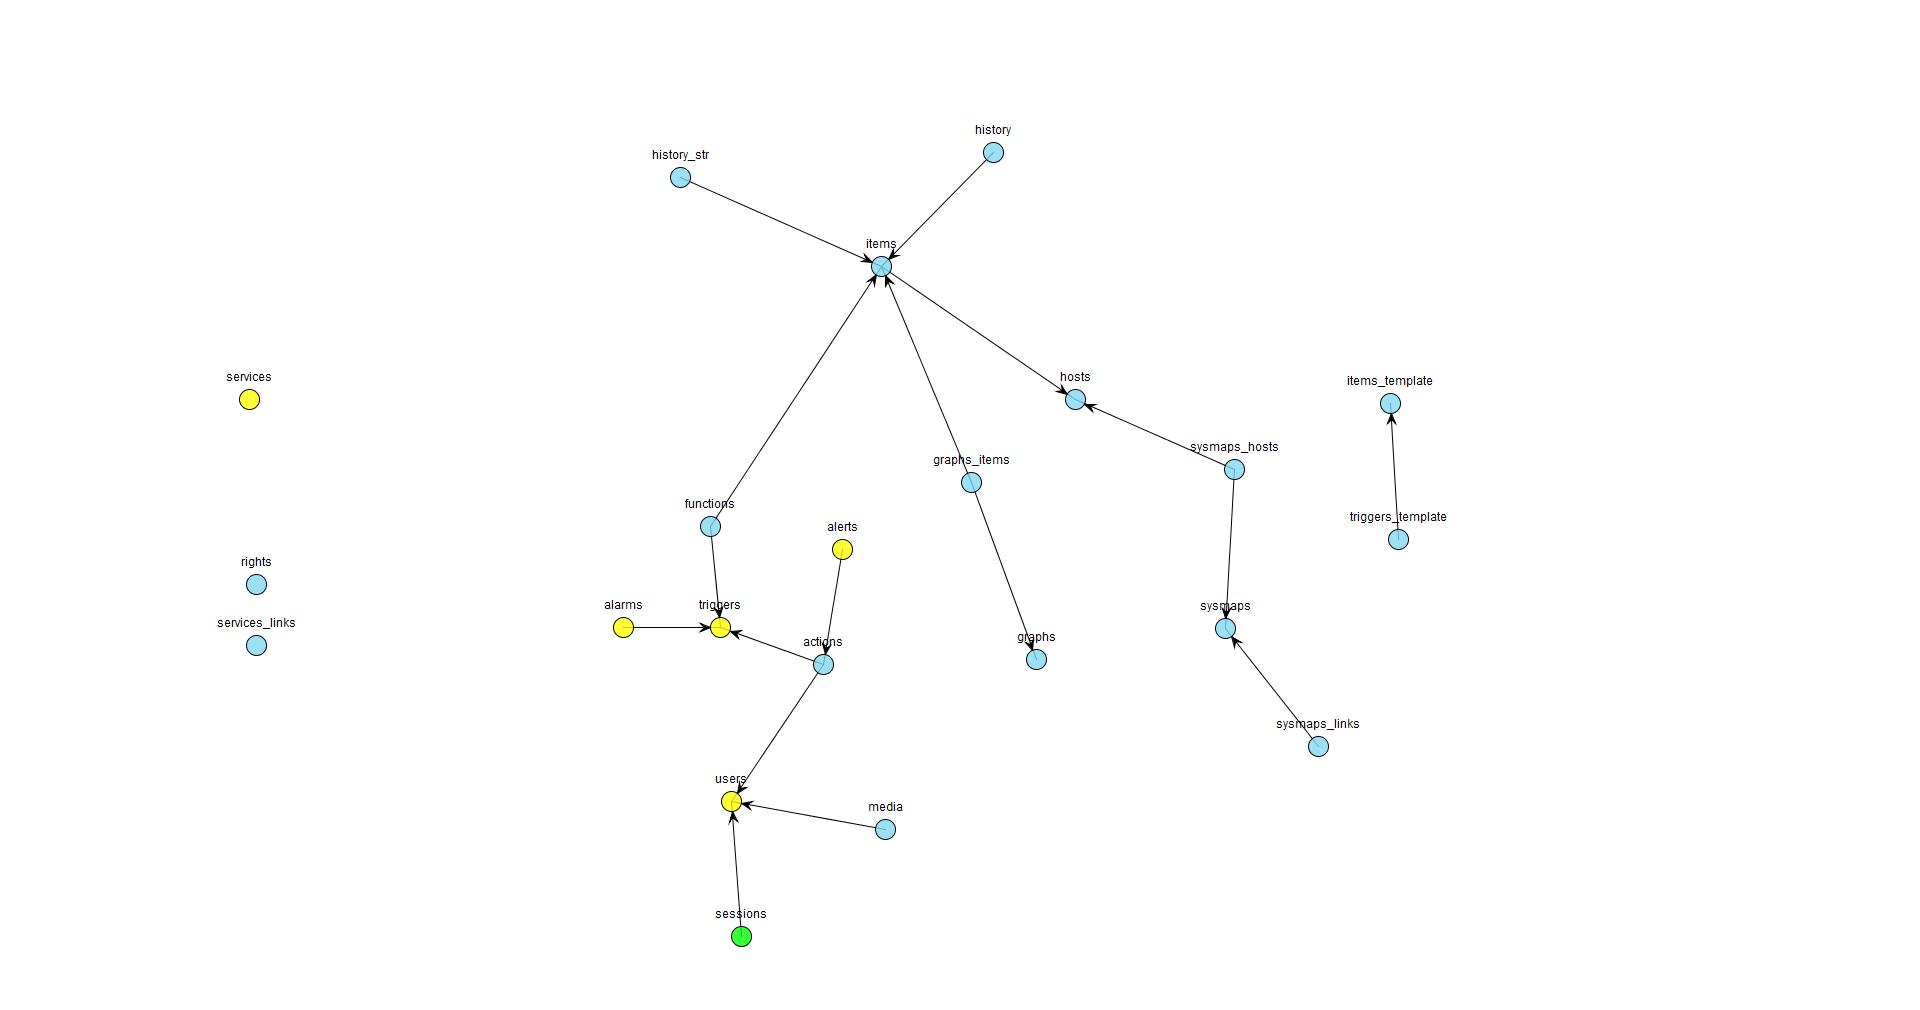 history
history_str
items
services
hosts
items_template
sysmaps_hosts
graphs_items
functions
triggers_template
alerts
rights
alarms
triggers
sysmaps
services_links
graphs
actions
sysmaps_links
users
media
sessions